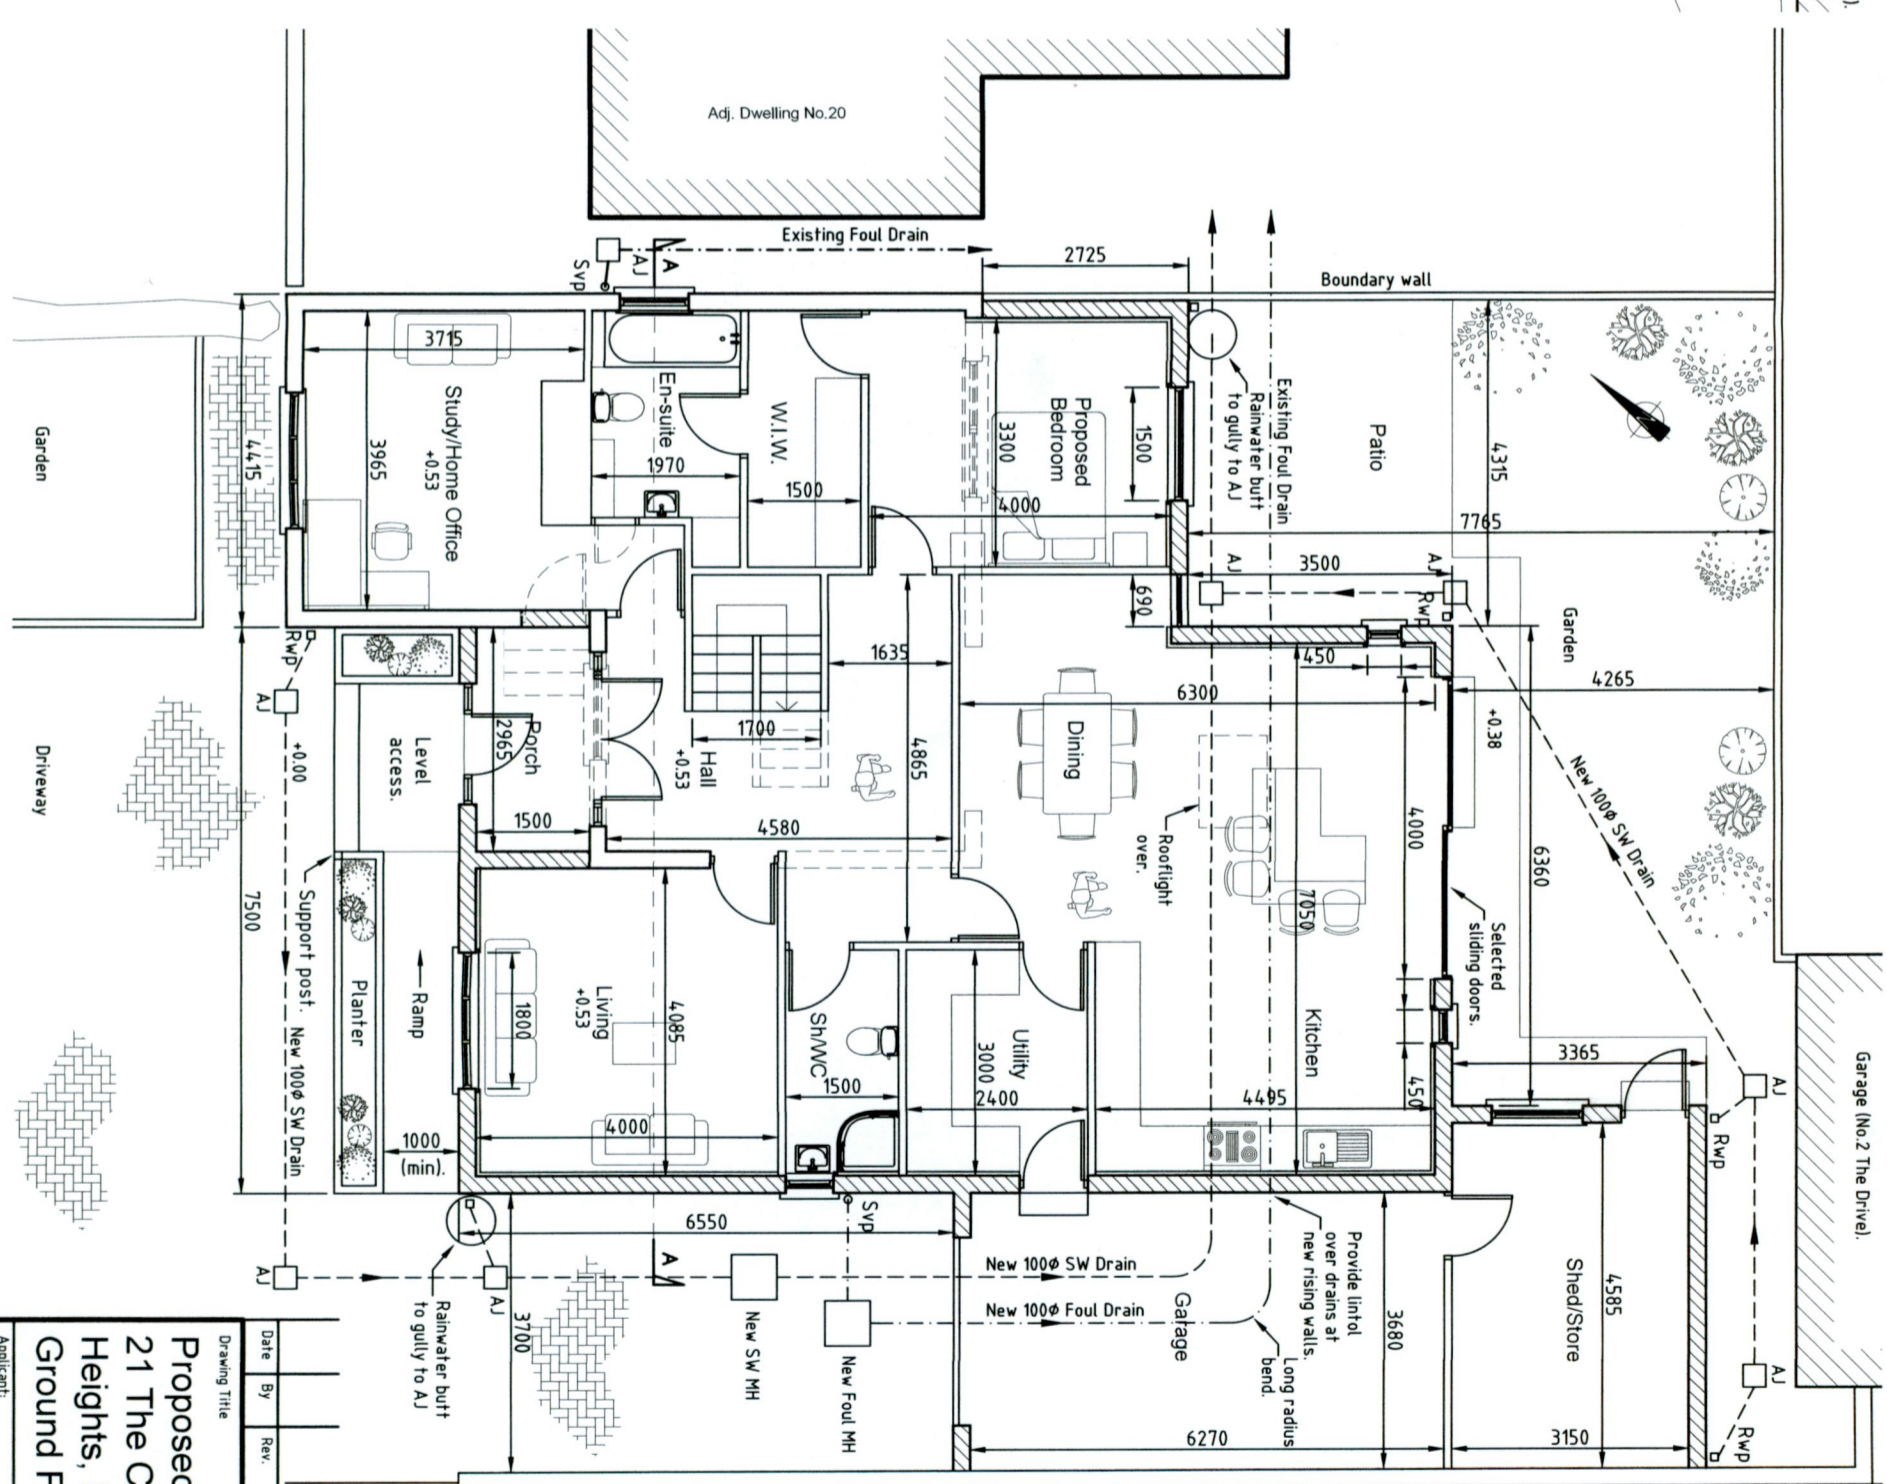 Adj. Dwelling No.20
Existing Foul Drain
A
AJ
Svp
2725
Boundary wall
3715
Study/Home Office
+0.53
3965
4415
En-suite
1970
W.I.W.
1500
Proposed
Bedroom
3300
1500
4000
Existing Foul Drain
Rainwater butt
to gully to AJ
Patio
4315
7765
3500
AJ
AJ
Rwp
690
Garden
4265
Garden
Driveway
Rwp
AJ
+0.00
Level
access.
Porch
2965
1500
Hall
+0.53
1700
1635
4865
4580
Dining
6300
450
Rooflight
over.
7050
4000
+0.38
6360
Selected
sliding doors.
New 100ø SW Drain
7500
Support post.
New 100ø SW Drain
Planter
Ramp
1000
(min).
Living
+0.53
1800
4085
4000
Sh/WC
1500
Utility
3000
2400
Kitchen
4495
450
3365
AJ
Rwp
Garage (No.2 The Drive).
6550
Svp
A
AJ
AJ
Rainwater butt
to gully to AJ
3700
New SW MH
New Foul MH
New 100ø SW Drain
New 100ø Foul Drain
Garage
Provide lintol
over drains at
new rising walls.
Long radius
bend.
3680
6270
Shed/Store
4585
3150
AJ
Rwp
Date
By
Rev.
Drawing Title
Proposed
21 The C
Heights,
Ground F
Applicant: